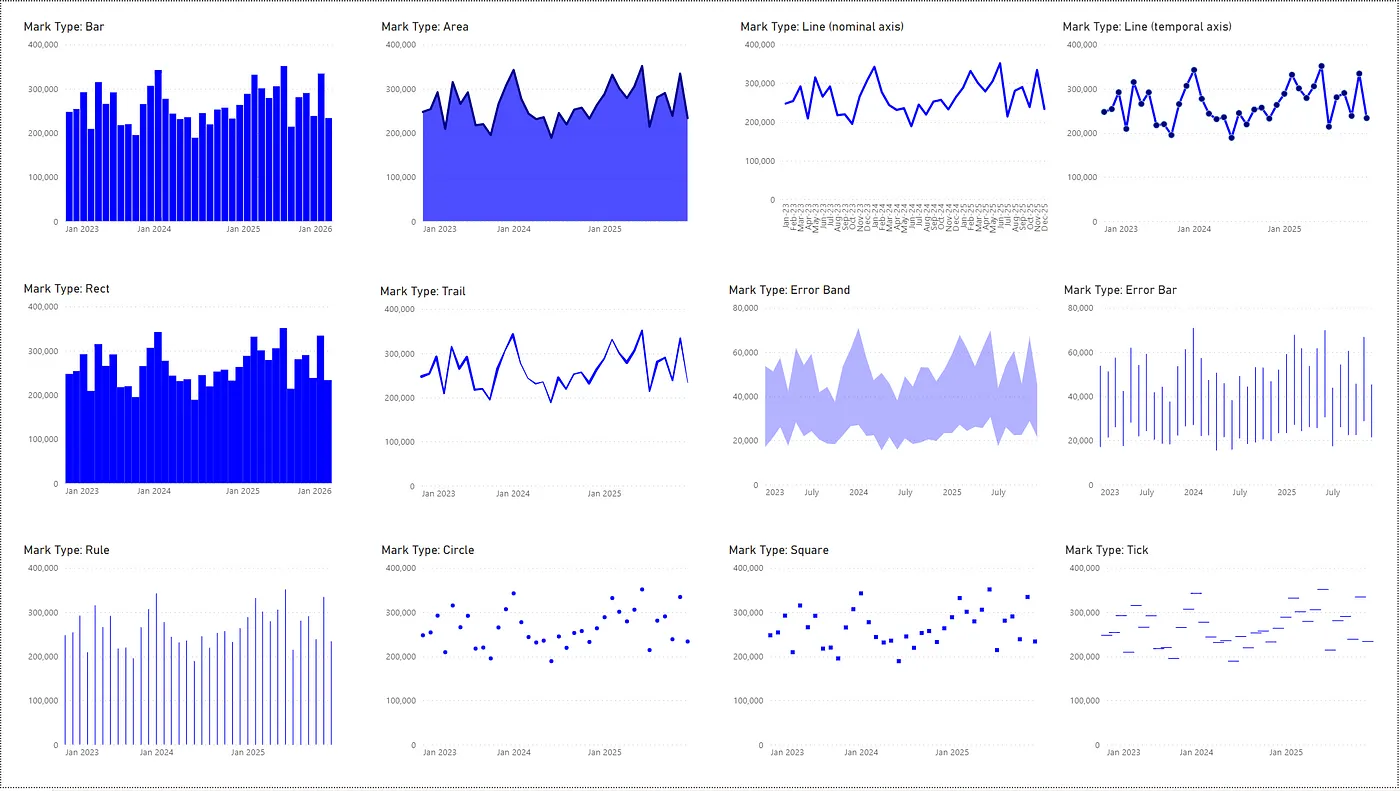 Mark Type: Bar
400,000
300,000
200,000
100,000
0
Jan 2023 Jan 2024 Jan 2025 Jan 2026
Mark Type: Area
400,000
300,000
200,000
100,000
0
Jan 2023 Jan 2024 Jan 2025
Mark Type: Line (nominal axis)
400,000
300,000
200,000
100,000
0
Jan-23
Feb-23
Mar-23
Apr-23
May-23
Jun-23
Jul-23
Aug-23
Sep-23
Oct-23
Nov-23
Dec-23
Jan-24
Feb-24
Mar-24
Apr-24
May-24
Jun-24
Jul-24
Aug-24
Sep-24
Oct-24
Nov-24
Dec-24
Jan-25
Feb-25
Mar-25
Apr-25
May-25
Jun-25
Jul-25
Aug-25
Sep-25
Oct-25
Nov-25
Dec-25
Mark Type: Line (temporal axis)
400,000
300,000
200,000
100,000
0
Jan 2023 Jan 2024 Jan 2025
Mark Type: Rect
400,000
300,000
200,000
100,000
0
Jan 2023 Jan 2024 Jan 2025 Jan 2026
Mark Type: Trail
400,000
300,000
200,000
100,000
0
Jan 2023 Jan 2024 Jan 2025
Mark Type: Error Band
80,000
60,000
40,000
20,000
0
2023 July 2024 July 2025 July
Mark Type: Error Bar
80,000
60,000
40,000
20,000
0
2023 July 2024 July 2025 July
Mark Type: Rule
400,000
300,000
200,000
100,000
0
Jan 2023 Jan 2024 Jan 2025
Mark Type: Circle
400,000
300,000
200,000
100,000
0
Jan 2023 Jan 2024 Jan 2025
Mark Type: Square
400,000
300,000
200,000
100,000
0
Jan 2023 Jan 2024 Jan 2025
Mark Type: Tick
400,000
300,000
200,000
100,000
0
Jan 2023 Jan 2024 Jan 2025